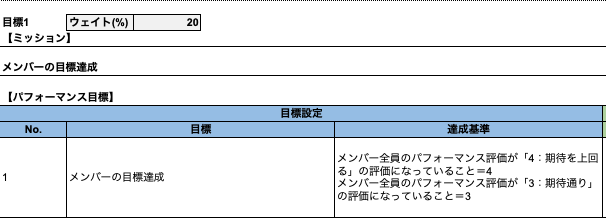 目標1 ウェイト(%) 20
【ミッション】
メンバーの目標達成
【パフォーマンス目標】
目標設定
No. 目標 達成基準
メンバー全員のパフォーマンス評価が「4：期待を上回
る」の評価になっていること＝4
1 メンバーの目標達成
メンバー全員のパフォーマンス評価が「3：期待通り」
の評価になっていること＝3